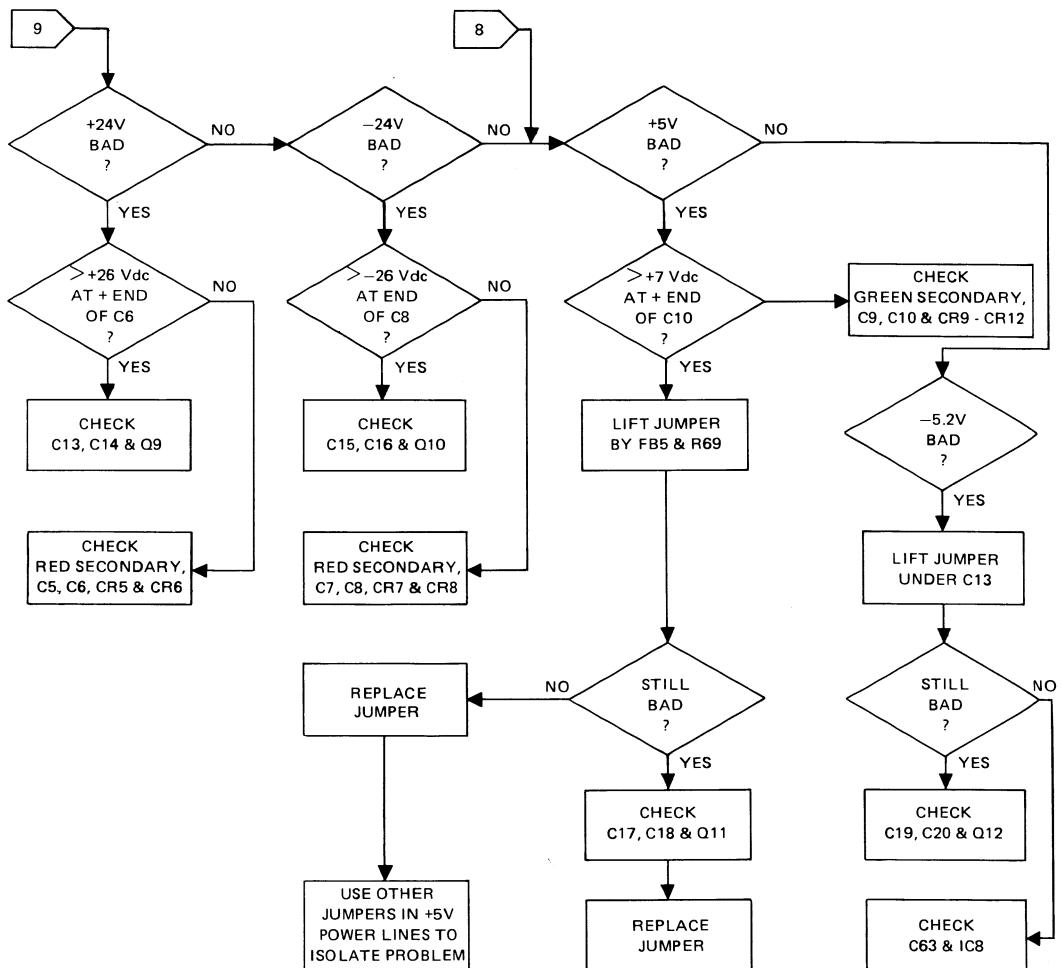 9
8
+24V
BAD
?
NO
YES
−24V
BAD
?
NO
YES
+5V
BAD
?
NO
YES
>+26 Vdc
AT + END
OF C6
?
NO
YES
>−26 Vdc
AT END
OF C8
?
NO
YES
>+7 Vdc
AT + END
OF C10
?
YES
CHECK
GREEN SECONDARY,
C9, C10 & CR9 - CR12
CHECK
C13, C14 & Q9
CHECK
C15, C16 & Q10
LIFT JUMPER
BY FB5 & R69
−5.2V
BAD
?
YES
CHECK
RED SECONDARY,
C5, C6, CR5 & CR6
CHECK
RED SECONDARY,
C7, C8, CR7 & CR8
LIFT JUMPER
UNDER C13
REPLACE
JUMPER
NO
STILL
BAD
?
YES
STILL
BAD
?
NO
YES
CHECK
C17, C18 & Q11
CHECK
C19, C20 & Q12
USE OTHER
JUMPERS IN +5V
POWER LINES TO
ISOLATE PROBLEM
REPLACE
JUMPER
CHECK
C63 & IC8